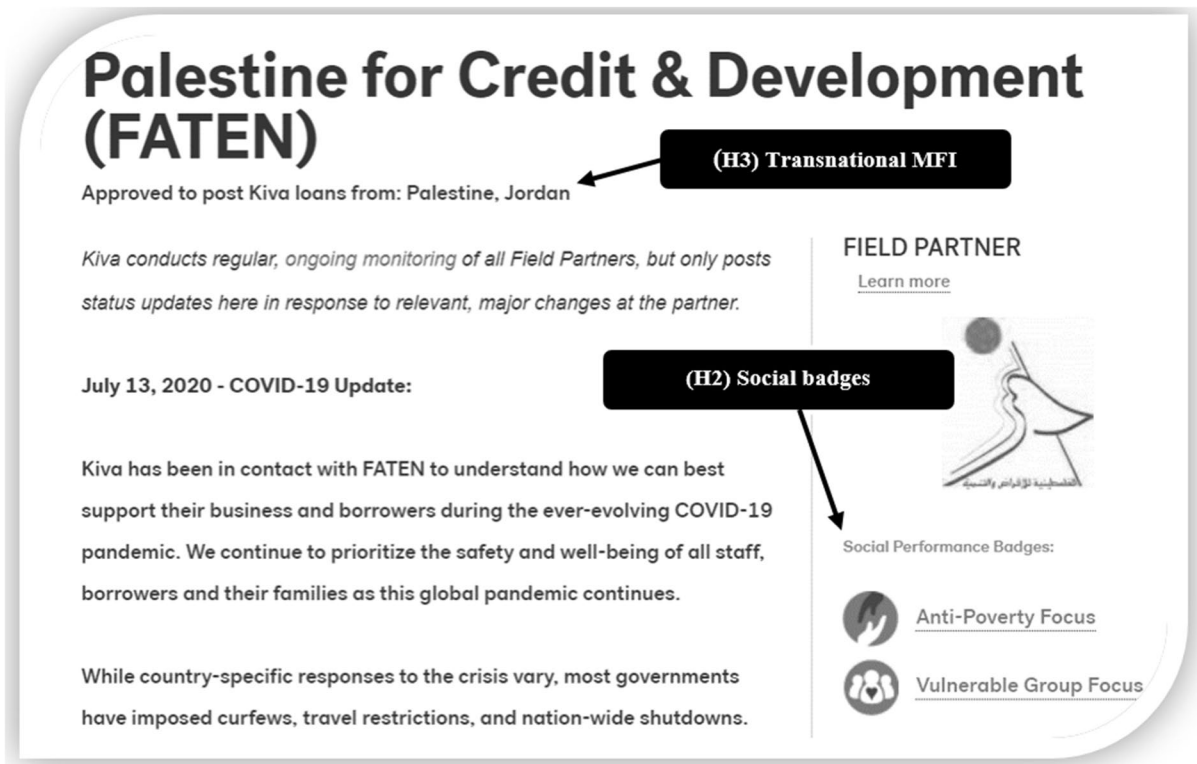 Palestine for Credit & Development
(FATEN)
(H3) Transnational MFI
Approved to post Kiva loans from: Palestine, Jordan
Kiva conducts regular, ongoing monitoring of all Field Partners, but only posts
status updates here in response to relevant, major changes at the partner.
July 13, 2020 - COVID-19 Update:
Kiva has been in contact with FATEN to understand how we can best
support their business and borrowers during the ever-evolving COVID-19
pandemic. We continue to prioritize the safety and well-being of all staff,
borrowers and their families as this global pandemic continues.
While country-specific responses to the crisis vary, most governments
have imposed curfews, travel restrictions, and nation-wide shutdowns.
FIELD PARTNER
Learn more
(H2) Social badges
الفلسطينية للإقراض والتنمية
Social Performance Badges:
Anti-Poverty Focus
Vulnerable Group Focus